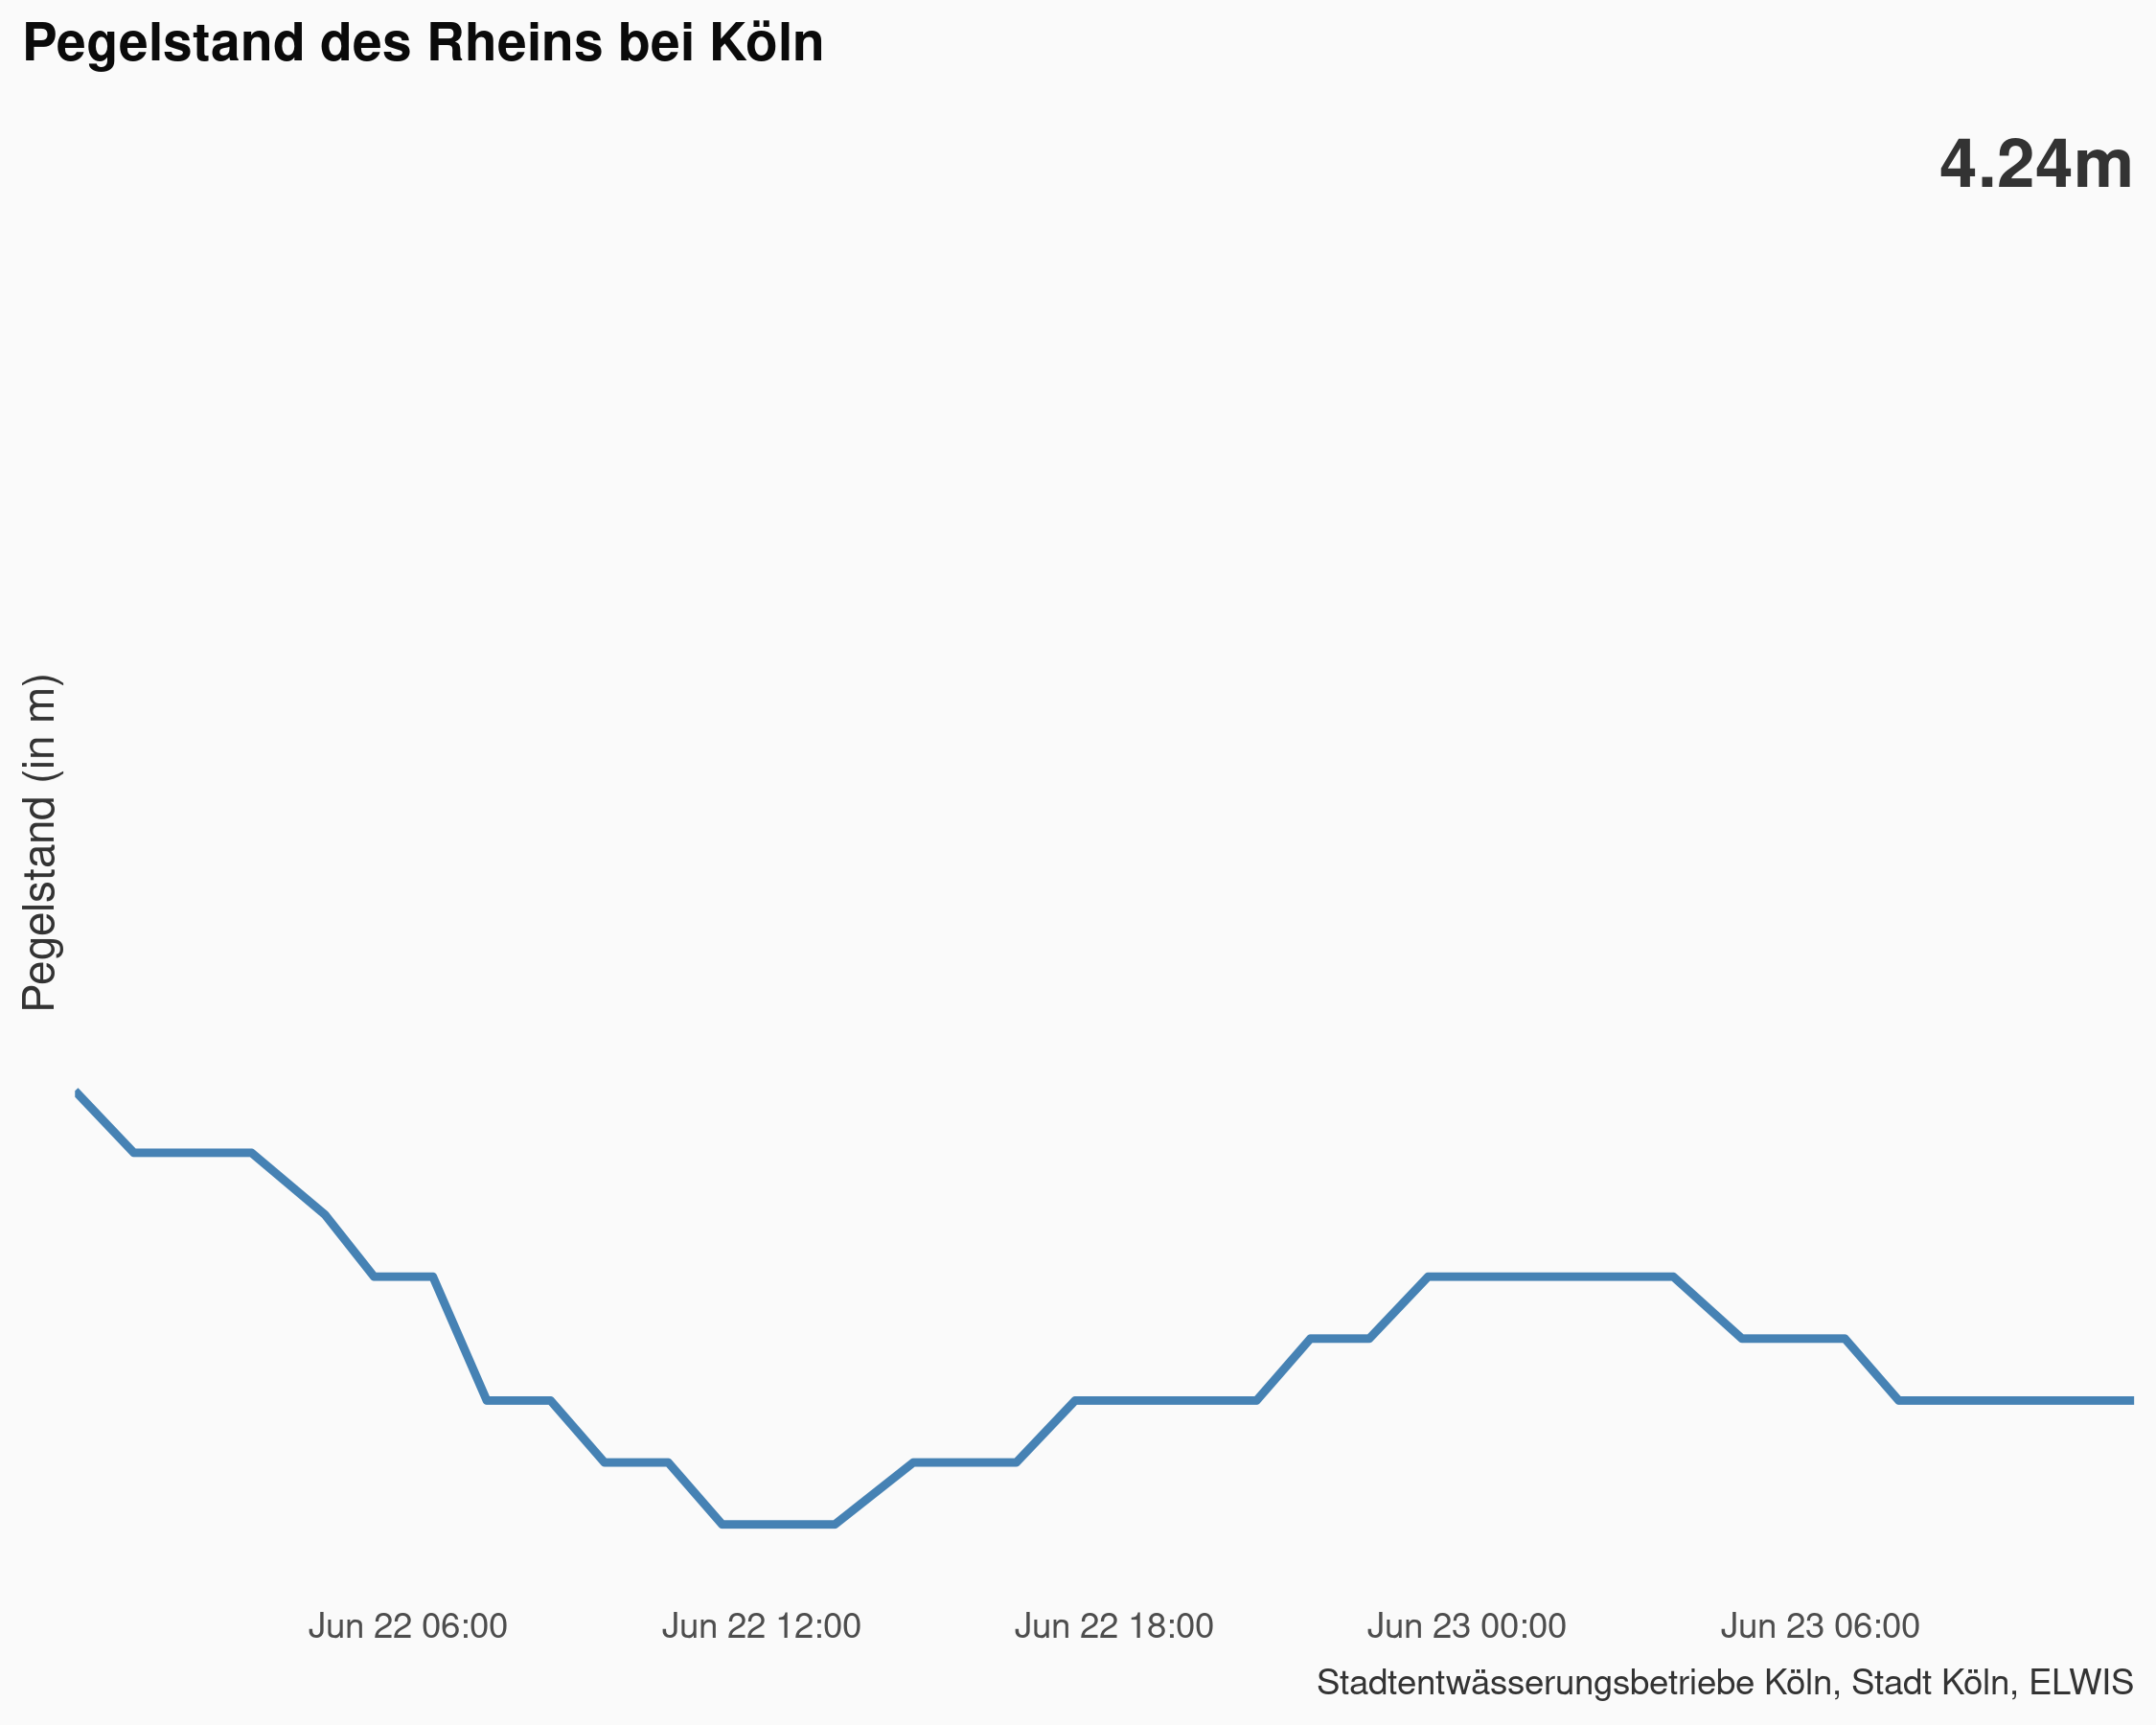 Pegelstand des Rheins bei Köln
4.24m
Pegelstand (in m)
Jun 22 06:00
Jun 22 12:00
Jun 22 18:00
Jun 23 00:00
Jun 23 06:00
Stadtentwässerungsbetriebe Köln, Stadt Köln, ELWIS